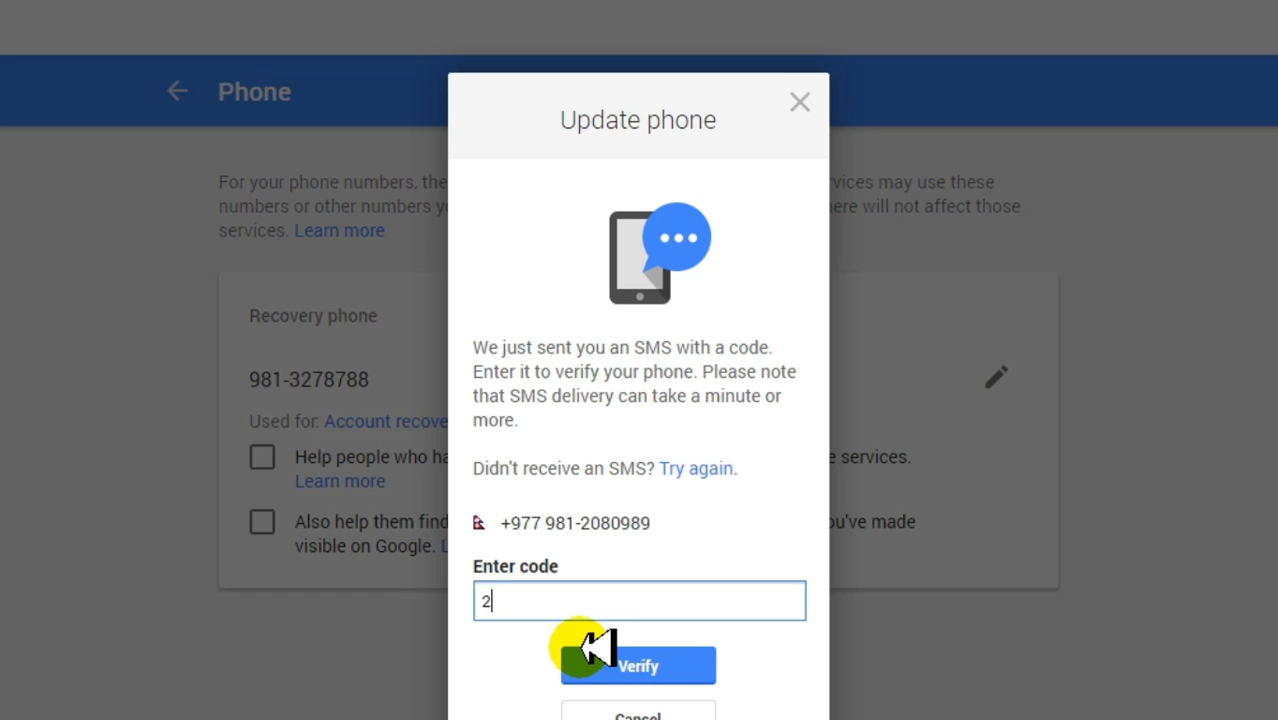 Phone
Update phone
For your phone numbers, the
rvices may use these
numbers or other numbers y
ere will not affect those
services. Learn more
Recovery phone
981-3278788
Used for: Account recove
Help people who ha
e services.
Learn more
Also help them find
u've made
visible on Google.
We just sent you an SMS with a code.
Enter it to verify your phone. Please note
that SMS delivery can take a minute or
more.
Didn't receive an SMS? Try again.
+977 981-2080989
Enter code
2
Verify
Cancel